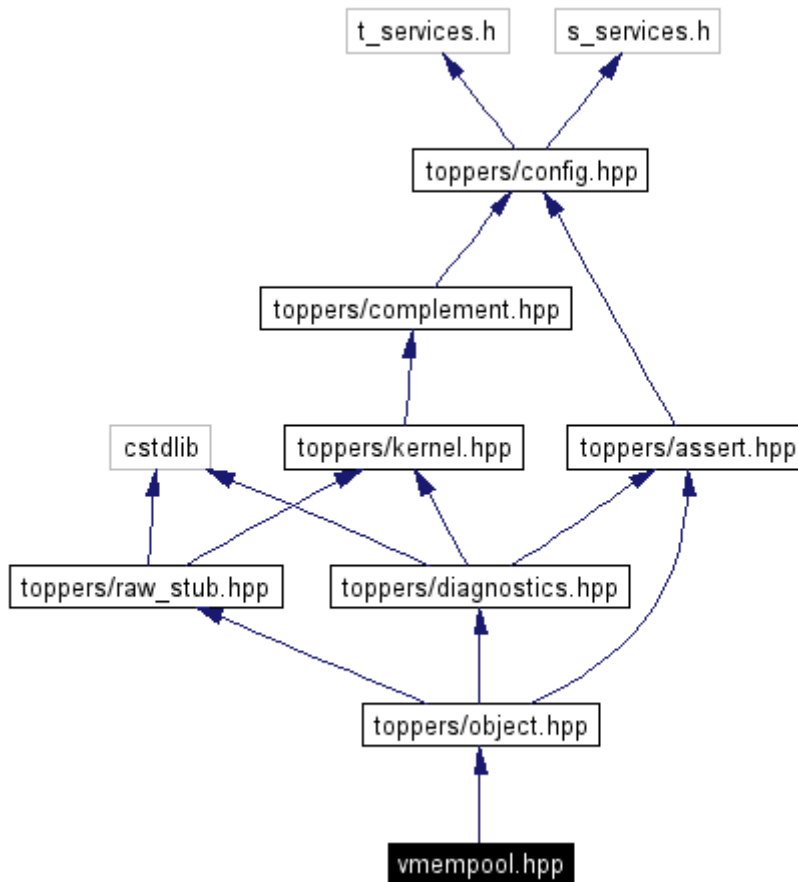 t_services.h
s_services.h
toppers/config.hpp
toppers/complement.hpp
cstdlib
toppers/kernel.hpp
toppers/assert.hpp
toppers/raw_stub.hpp
toppers/diagnostics.hpp
toppers/object.hpp
vmempool.hpp